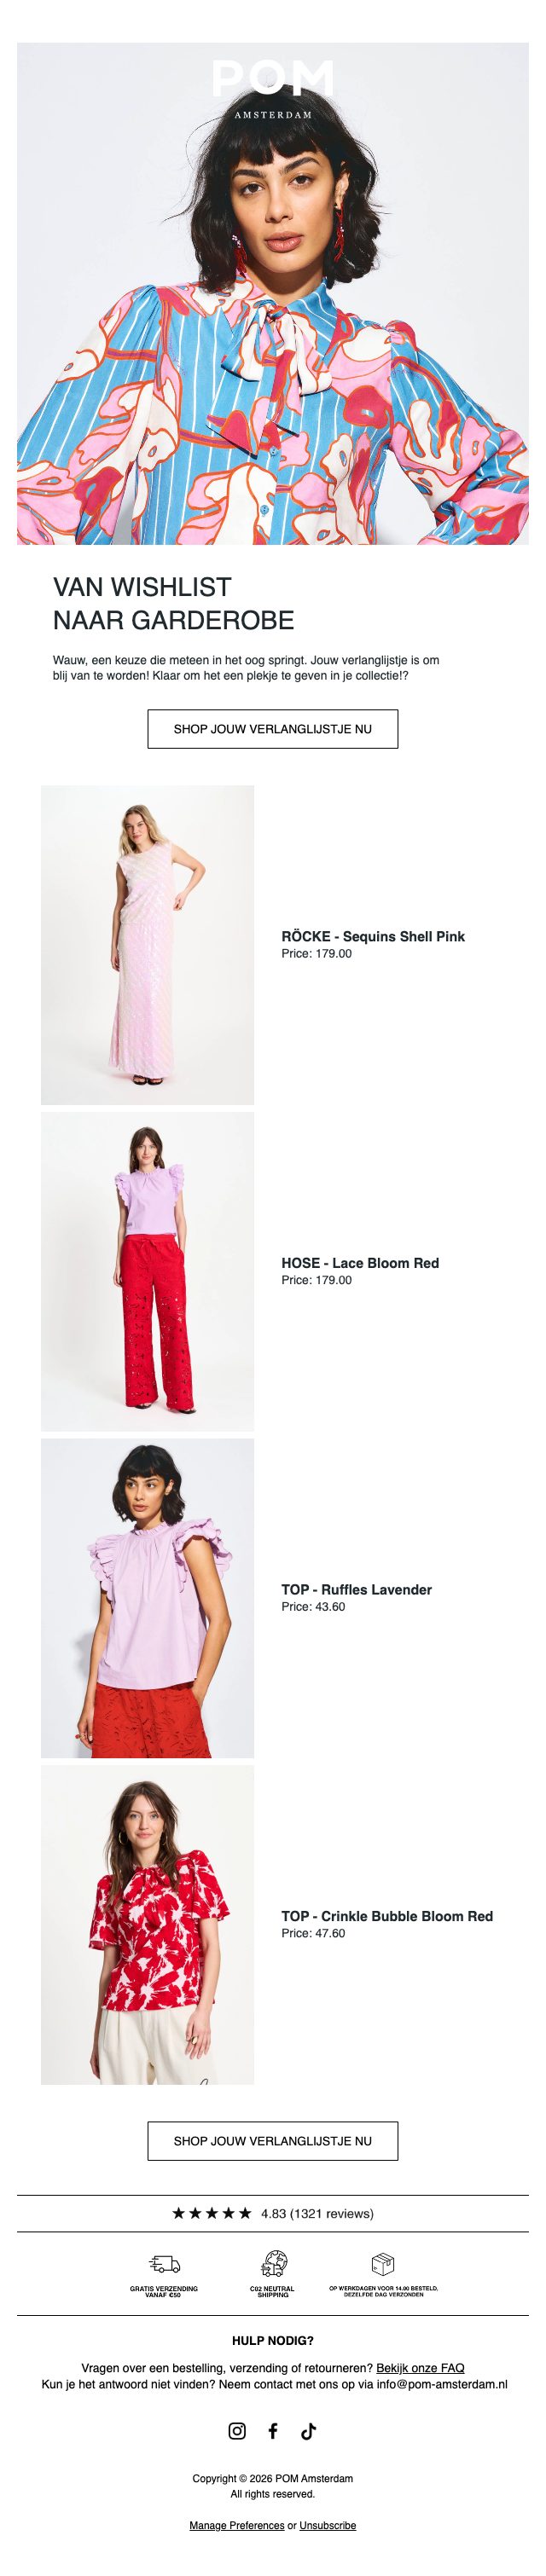 POM
AMSTERDAM
VAN WISHLIST
NAAR GARDEROBE
Wauw, een keuze die meteen in het oog springt. Jouw verlanglijstje is om
blij van te worden! Klaar om het een plekje te geven in je collectie!?
SHOP JOUW VERLANGLIJSTJE NU
RÖCKE - Sequins Shell Pink
Price: 179.00
HOSE - Lace Bloom Red
Price: 179.00
TOP - Ruffles Lavender
Price: 43.60
TOP - Crinkle Bubble Bloom Red
Price: 47.60
SHOP JOUW VERLANGLIJSTJE NU
★★★★★ 4.83 (1321 reviews)
GRATIS VERZENDING
VANAF €50
C02 NEUTRAL
SHIPPING
OP WERKDAGEN VOOR 14.00 BESTELD,
DEZELFDE DAG VERZONDEN
HULP NODIG?
Vragen over een bestelling, verzending of retourneren? Bekijk onze FAQ
Kun je het antwoord niet vinden? Neem contact met ons op via info@pom-amsterdam.nl
Copyright © 2026 POM Amsterdam
All rights reserved.
Manage Preferences or Unsubscribe